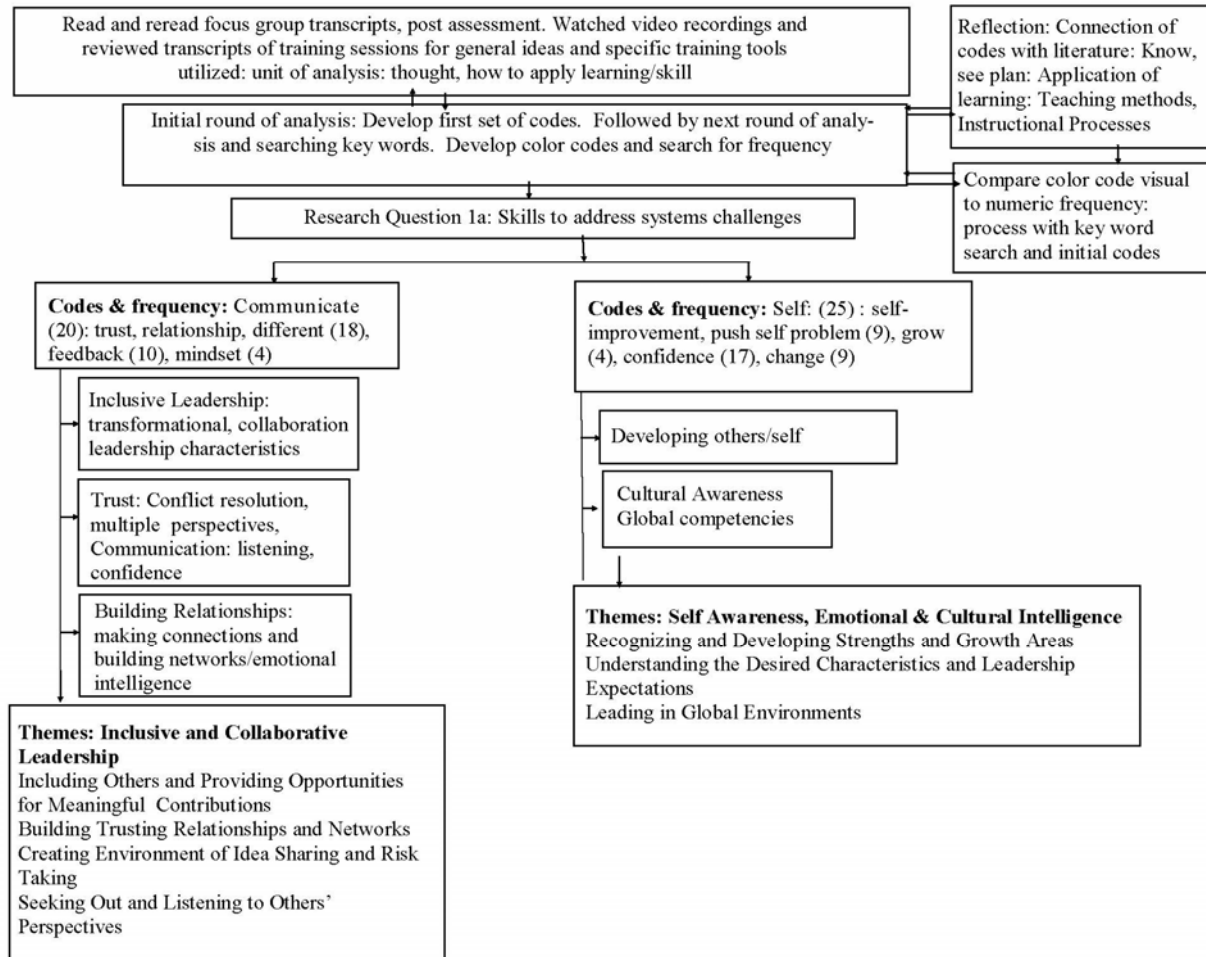 Read and reread focus group transcripts, post assessment. Watched video recordings and
reviewed transcripts of training sessions for general ideas and specific training tools
utilized: unit of analysis: thought, how to apply learning/skill
Reflection: Connection of
codes with literature: Know,
see plan: Application of
learning: Teaching methods,
Instructional Processes
Initial round of analysis: Develop first set of codes. Followed by next round of analy-
sis and searching key words. Develop color codes and search for frequency
Compare color code visual
to numeric frequency:
process with key word
search and initial codes
Research Question 1a: Skills to address systems challenges
Codes & frequency: Communicate
(20): trust, relationship, different (18),
feedback (10), mindset (4)
Inclusive Leadership:
transformational, collaboration
leadership characteristics
Trust: Conflict resolution,
multiple perspectives,
Communication: listening,
confidence
Building Relationships:
making connections and
building networks/emotional
intelligence
Themes: Inclusive and Collaborative
Leadership
Including Others and Providing Opportunities
for Meaningful Contributions
Building Trusting Relationships and Networks
Creating Environment of Idea Sharing and Risk
Taking
Seeking Out and Listening to Others’
Perspectives
Codes & frequency: Self: (25) : self-
improvement, push self problem (9), grow
(4), confidence (17), change (9)
Developing others/self
Cultural Awareness
Global competencies
Themes: Self Awareness, Emotional & Cultural Intelligence
Recognizing and Developing Strengths and Growth Areas
Understanding the Desired Characteristics and Leadership
Expectations
Leading in Global Environments